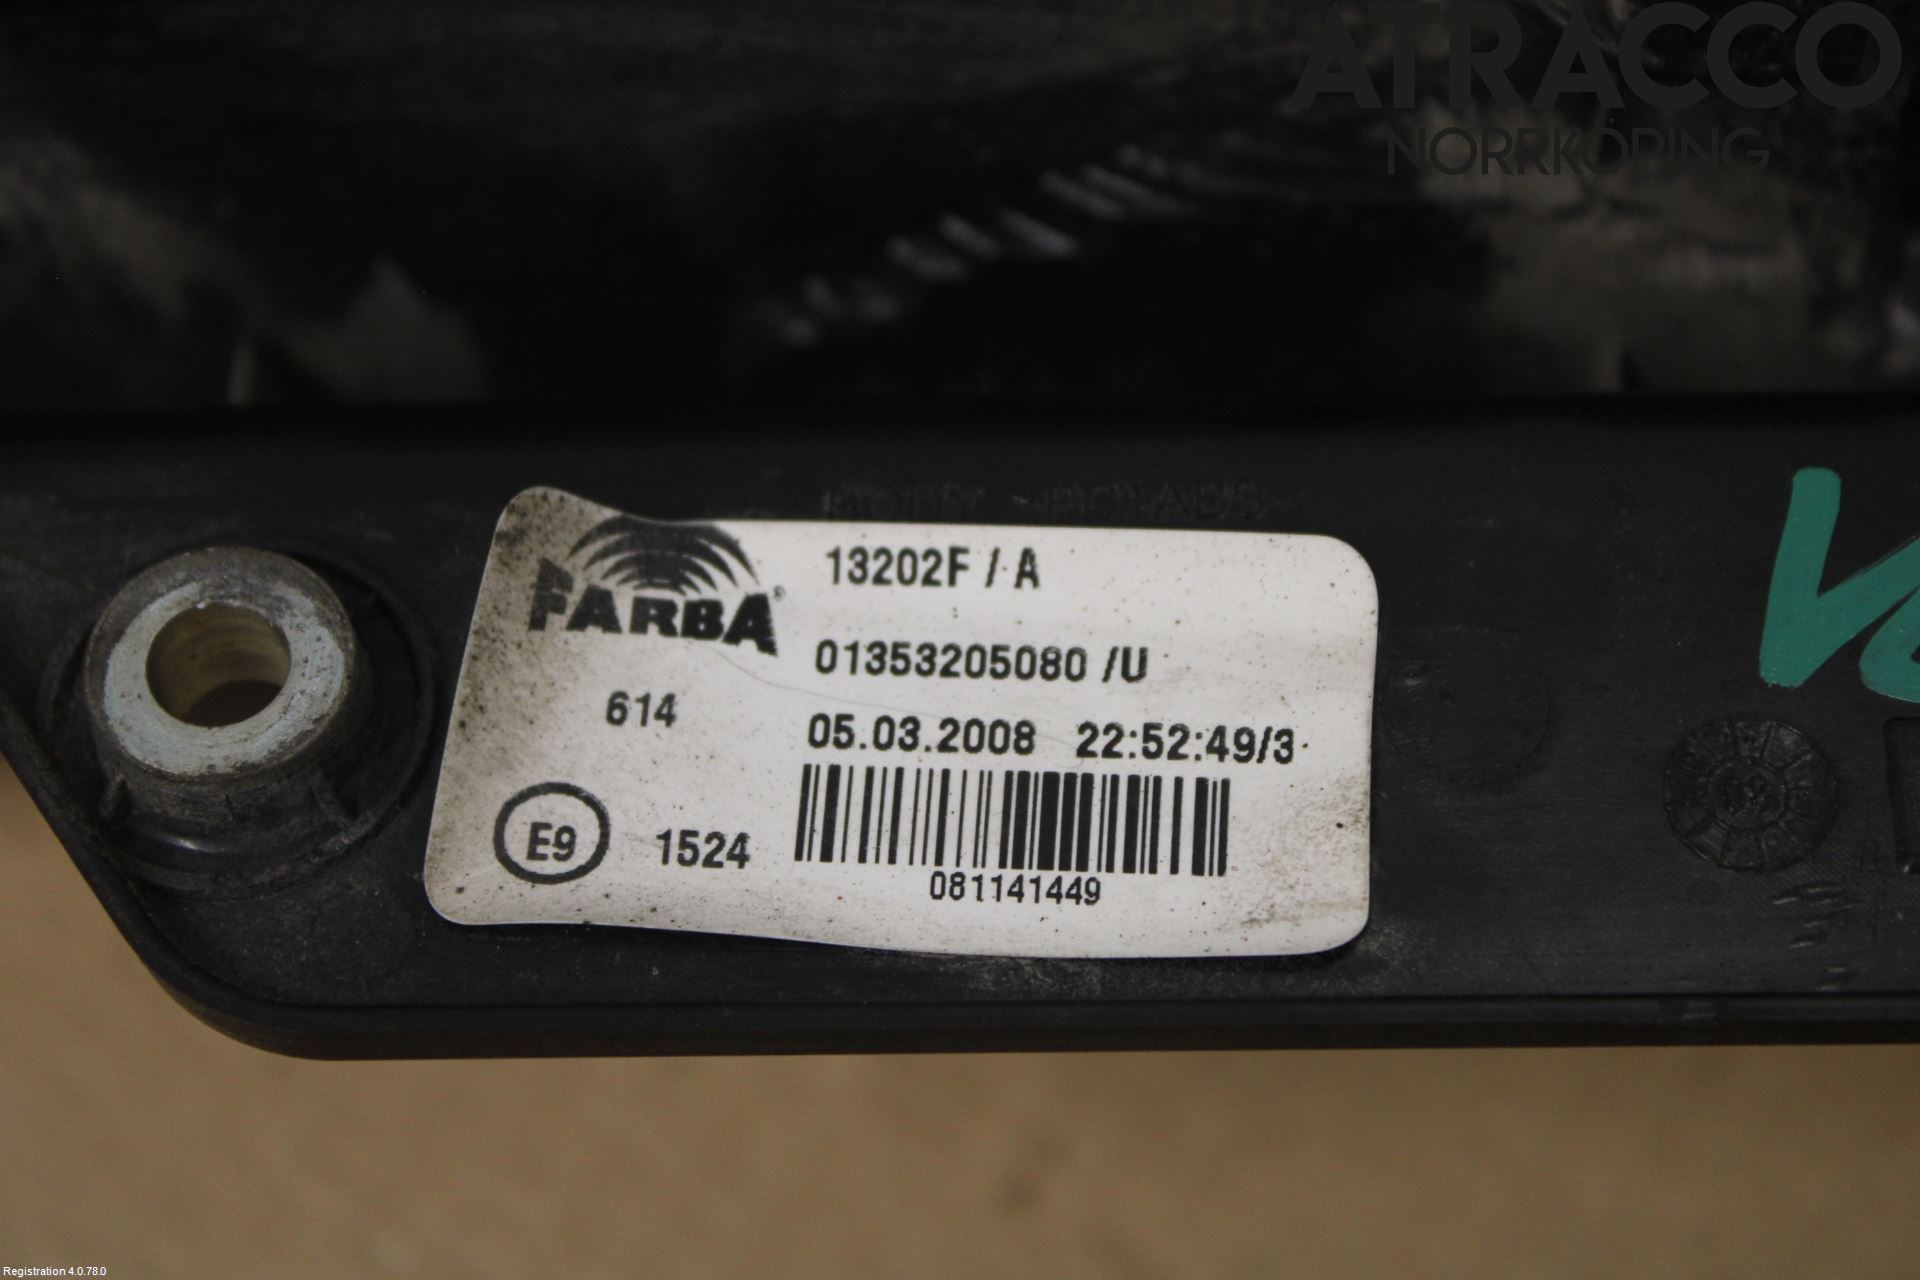 ATRACCO
NORRKÖPING
FARBA®
13202F / A
01353205080 /U
614
05.03.2008 22:52:49/3
E9
1524
081141449
Registration 4.0.78.0